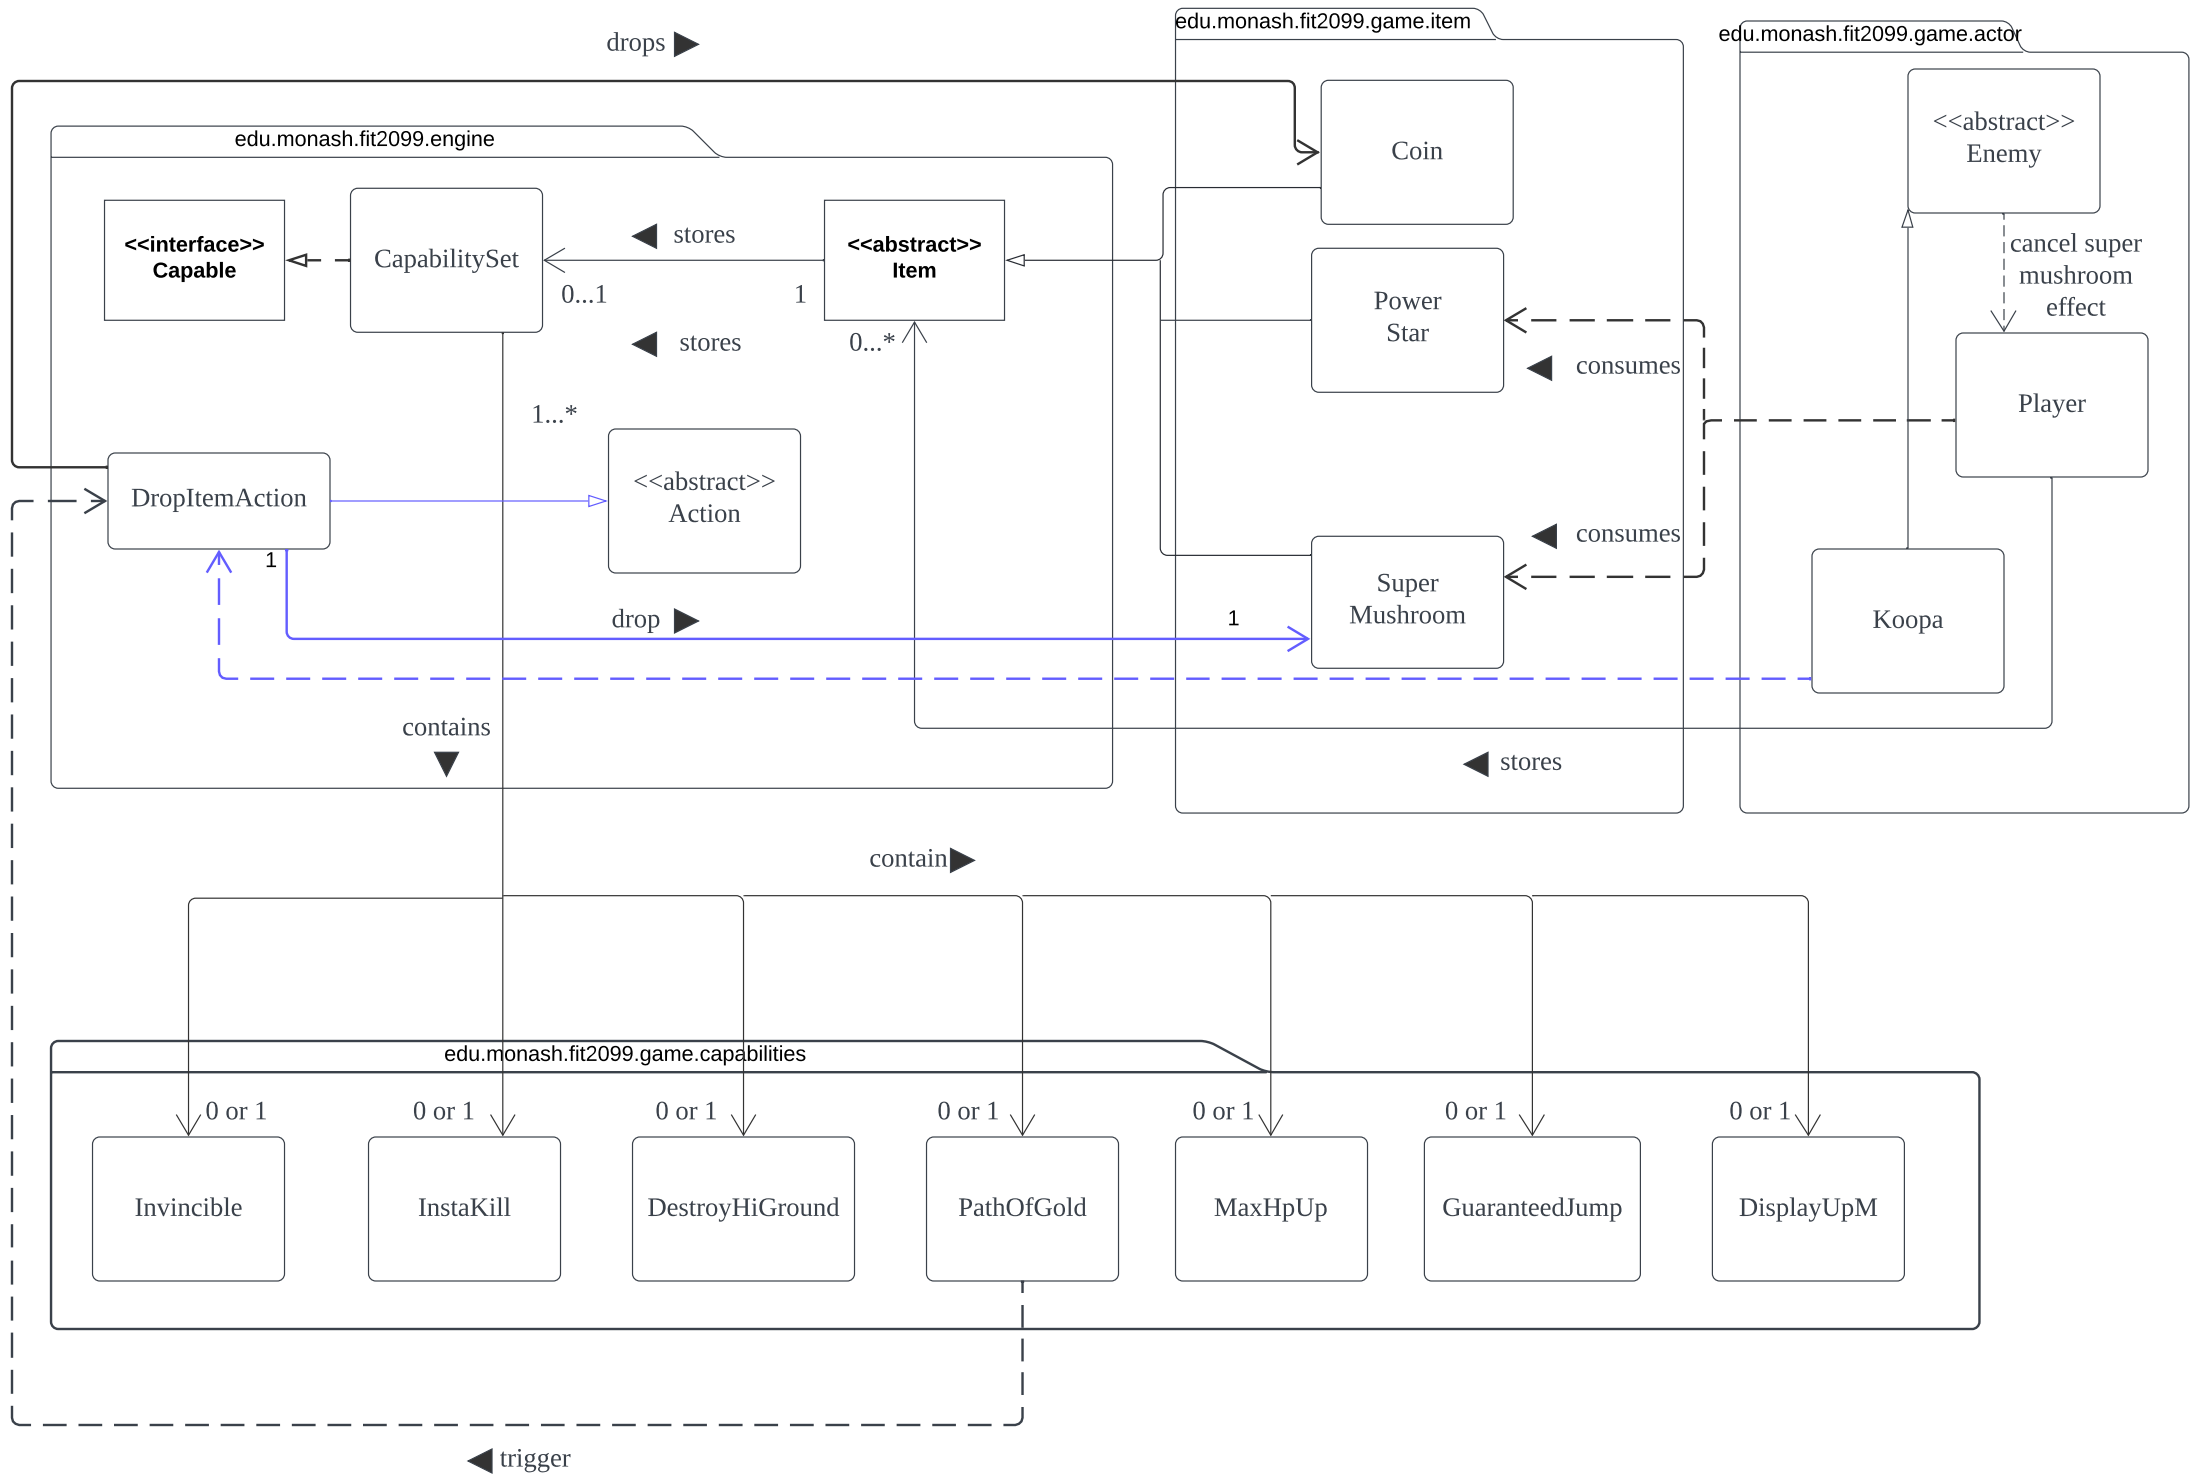 edu.monash.fit2099.game.item
edu.monash.fit2099.game.actor
drops
edu.monash.fit2099.engine
Coin
<<abstract>>
Enemy
<<interface>>
Capable
CapabilitySet
stores
0...1
1
<<abstract>>
Item
stores
0...*
Power
Star
consumes
cancel super
mushroom
effect
Player
1...*
DropItemAction
<<abstract>>
Action
consumes
1
drop
1
Super
Mushroom
Koopa
contains
stores
contain
edu.monash.fit2099.game.capabilities
0 or 1
0 or 1
0 or 1
0 or 1
0 or 1
0 or 1
0 or 1
Invincible
InstaKill
DestroyHiGround
PathOfGold
MaxHpUp
GuaranteedJump
DisplayUpM
trigger